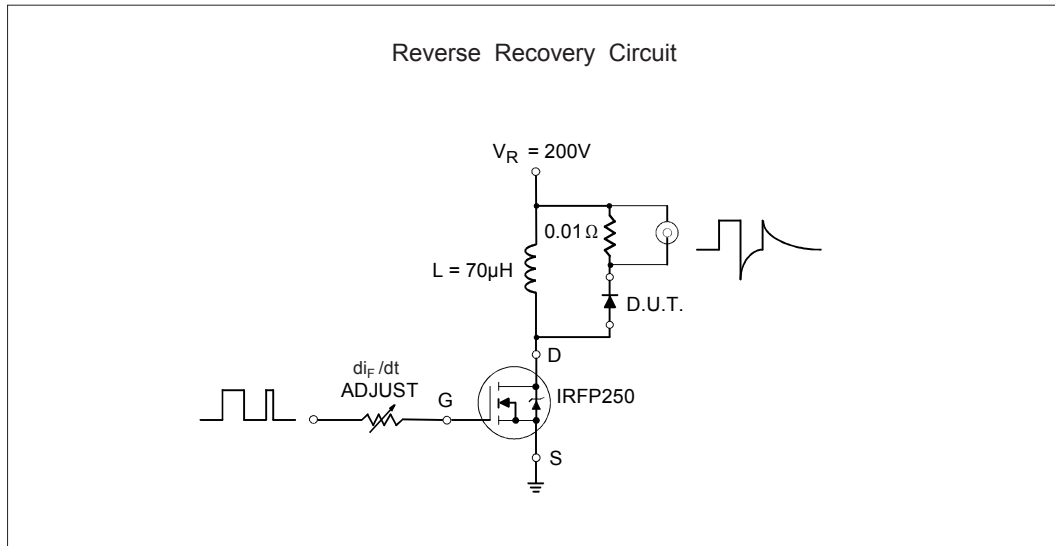 Reverse Recovery Circuit
V_R = 200V
0.01 Ω
L = 70µH
D.U.T.
D
di_F /dt
ADJUST
G
IRFP250
S